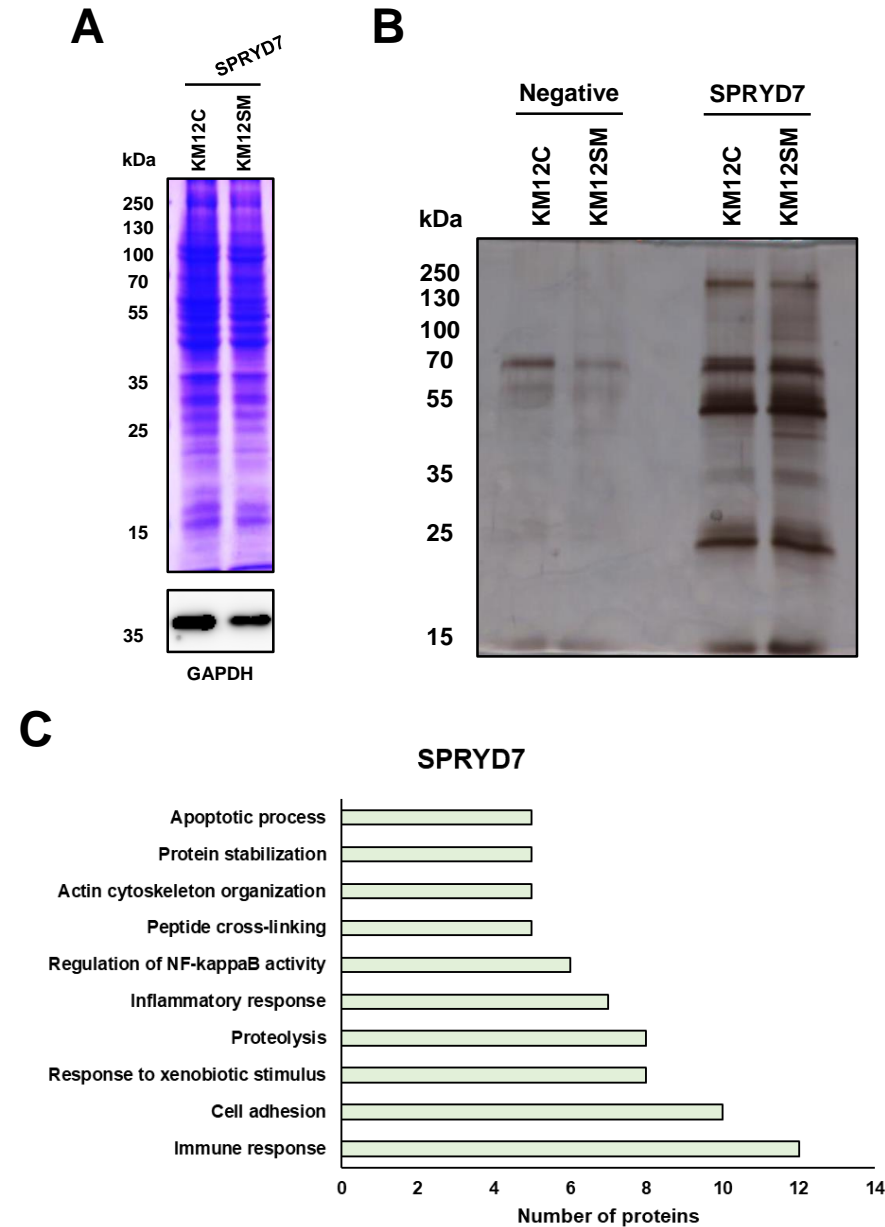 A
SPRYD7
KM12C
KM12SM
kDa
250
130
100
70
55
35
25
15
35
GAPDH
B
Negative
SPRYD7
KM12C
KM12SM
KM12C
KM12SM
kDa
250
130
100
70
55
35
25
15
C
SPRYD7
Apoptotic process
Protein stabilization
Actin cytoskeleton organization
Peptide cross-linking
Regulation of NF-kappaB activity
Inflammatory response
Proteolysis
Response to xenobiotic stimulus
Cell adhesion
Immune response
0 2 4 6 8 10 12 14
Number of proteins